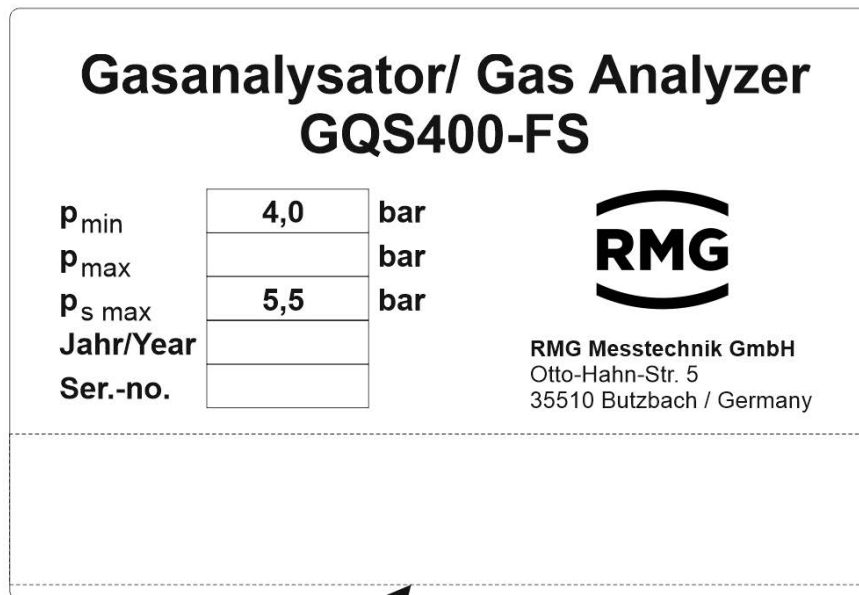 Gasanalysator/ Gas Analyzer
GQS400-FS
p min 4,0 bar
p max bar
p s max 5,5 bar
Jahr/Year
Ser.-no.
RMG
RMG Messtechnik GmbH
Otto-Hahn-Str. 5
35510 Butzbach / Germany